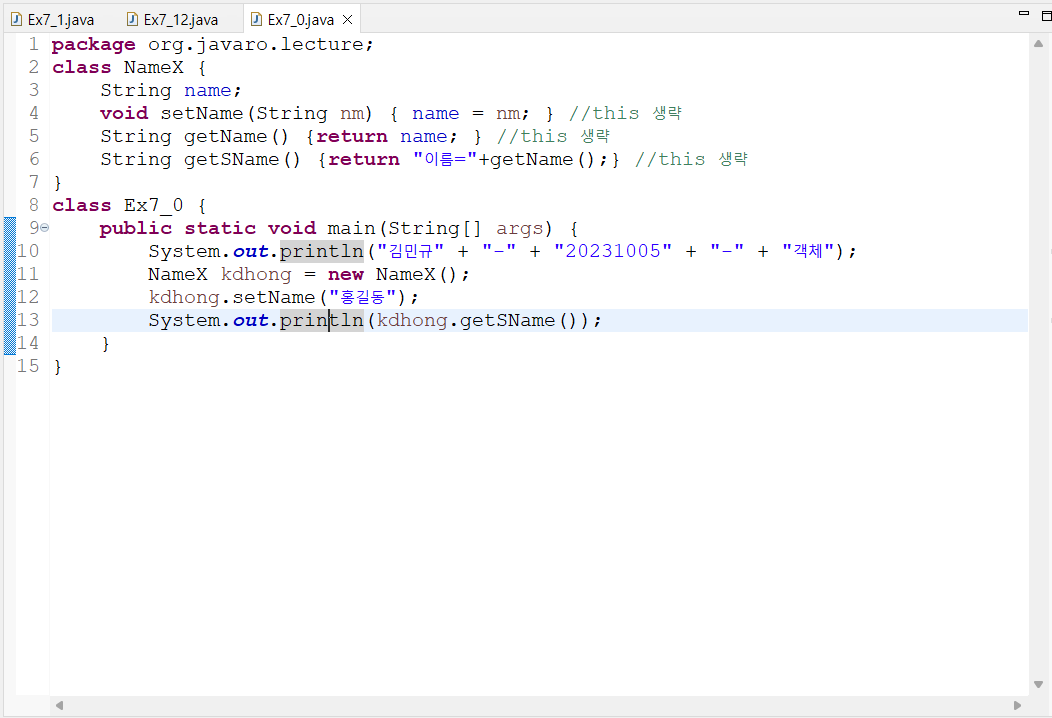 Ex7_1.java Ex7_12.java Ex7_0.java
1 package org.javaro.lecture;
2 class NameX {
3 String name;
4 void setName(String nm) { name = nm; } //this 생략
5 String getName() {return name; } //this 생략
6 String getSName() {return "이름="+getName();} //this 생략
7 }
8 class Ex7_0 {
9 public static void main(String[] args) {
10 System.out.println("김민규" + "-" + "20231005" + "-" + "객체");
11 NameX kdhong = new NameX();
12 kdhong.setName("홍길동");
13 System.out.println(kdhong.getSName());
14 }
15 }